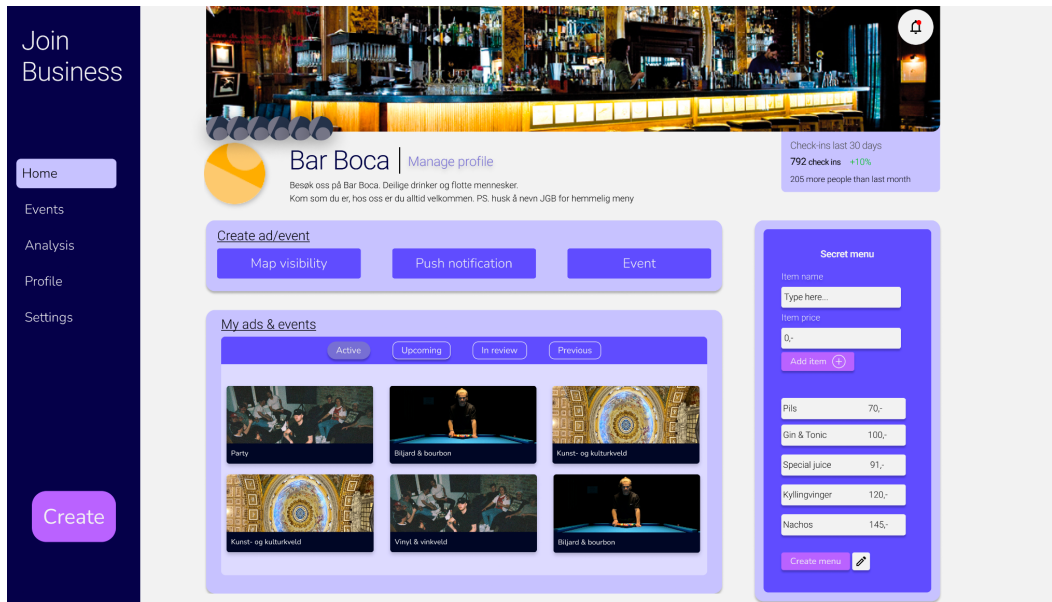 Join
Business
Home
Events
Analysis
Profile
Settings
Create
Bar Boca
Manage profile
Besøk oss på Bar Boca. Deilige drinker og flotte mennesker.
Kom som du er, hos oss er du alltid velkommen. PS. husk å nevn JGB for hemmelig meny
Check-ins last 30 days
792 check ins +10%
205 more people than last month
Create ad/event
Map visibility
Push notification
Event
My ads & events
Active
Upcoming
In review
Previous
Party
Biljard & bourbon
Kunst- og kulturkveld
Kunst- og kulturkveld
Vinyl & vinkveld
Biljard & bourbon
Secret menu
Item name
Type here...
Item price
0,-
Add item
Pils 70,-
Gin & Tonic 100,-
Special juice 91,-
Kyllingvinger 120,-
Nachos 145,-
Create menu